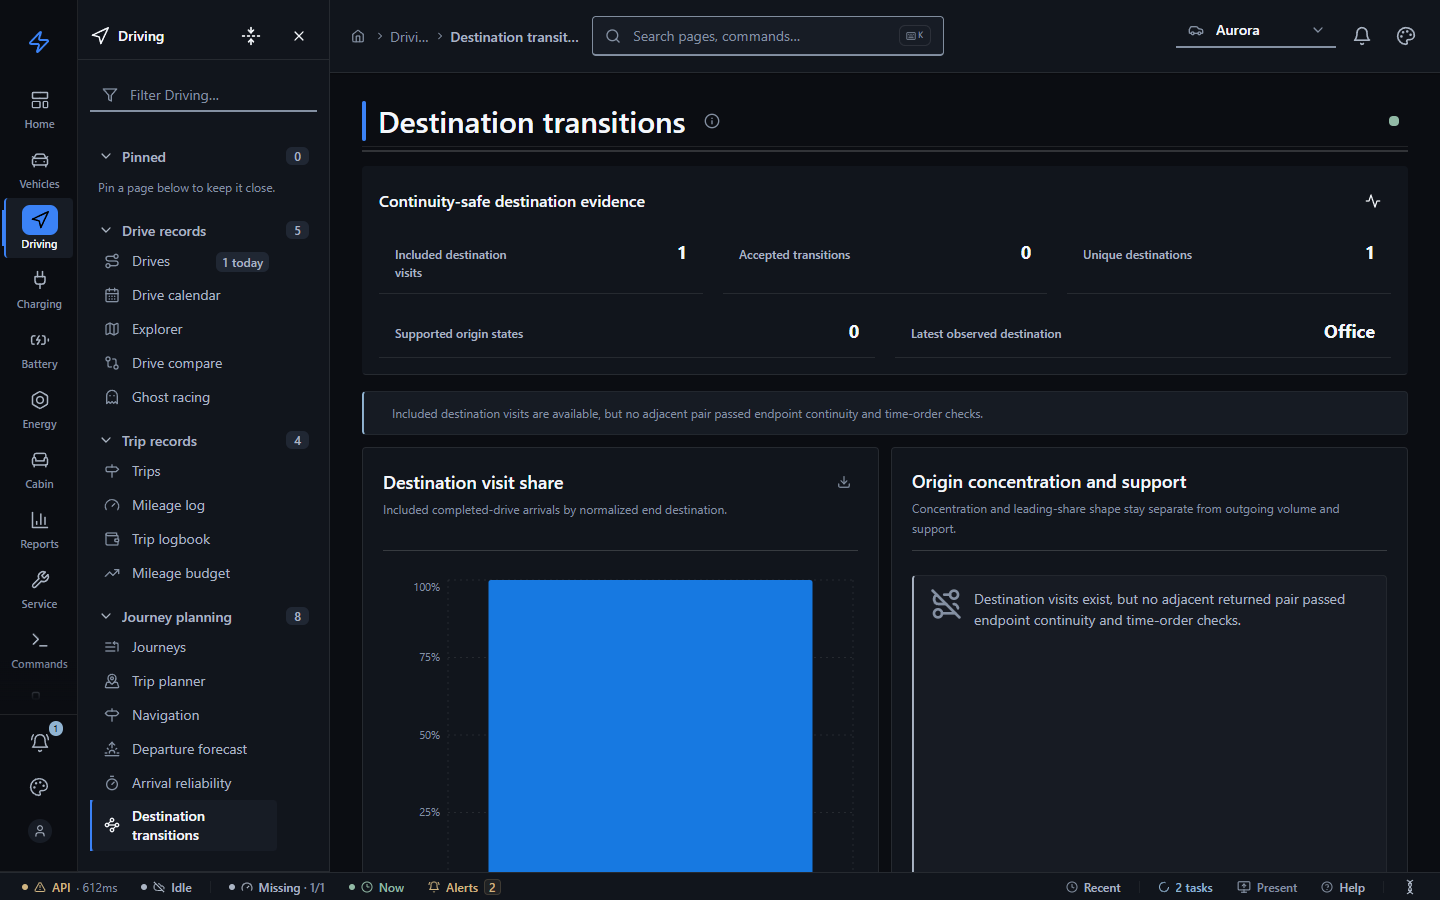 Home
Vehicles
Driving
Charging
Battery
Energy
Cabin
Reports
Service
Commands
1
Driving
Filter Driving...
Pinned 0
Pin a page below to keep it close.
Drive records 5
Drives 1 today
Drive calendar
Explorer
Drive compare
Ghost racing
Trip records 4
Trips
Mileage log
Trip logbook
Mileage budget
Journey planning 8
Journeys
Trip planner
Navigation
Departure forecast
Arrival reliability
Destination
transitions
Drivi... Destination transit...
Search pages, commands... K
Aurora
Destination transitions
Continuity-safe destination evidence
Included destination
visits
1
Accepted transitions 0
Unique destinations 1
Supported origin states 0
Latest observed destination Office
Included destination visits are available, but no adjacent pair passed endpoint continuity and time-order checks.
Destination visit share
Included completed-drive arrivals by normalized end destination.
100%
75%
50%
25%
Origin concentration and support
Concentration and leading-share shape stay separate from outgoing volume and
support.
Destination visits exist, but no adjacent returned pair passed
endpoint continuity and time-order checks.
API · 612ms Idle Missing · 1/1 Now Alerts 2 Recent 2 tasks Present Help